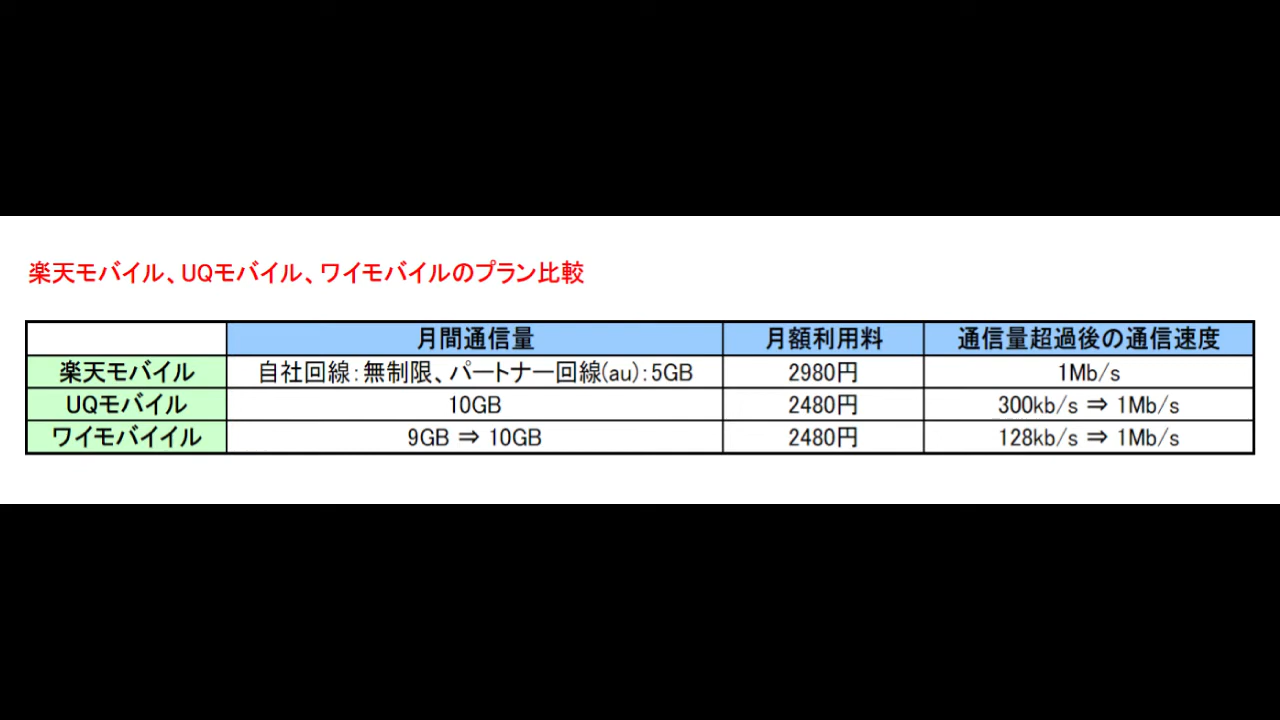 楽天モバイル、UQモバイル、ワイモバイルのプラン比較
月間通信量 月額利用料 通信量超過後の通信速度
楽天モバイル 自社回線：無制限、パートナー回線(au)：5GB 2980円 1Mb/s
UQモバイル 10GB 2480円 300kb/s ⇒ 1Mb/s
ワイモバイイル 9GB ⇒ 10GB 2480円 128kb/s ⇒ 1Mb/s